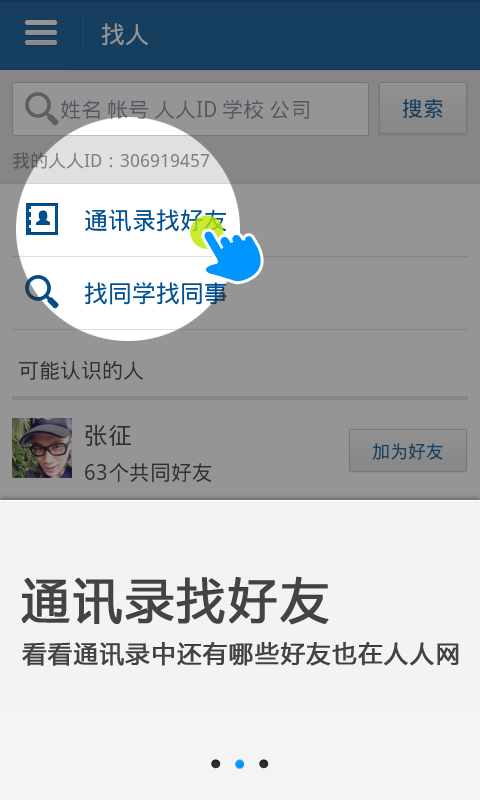 找人
姓名 帐号 人人ID 学校 公司
搜索
我的人人ID：306919457
通讯录找好友
找同学找同事
可能认识的人
张征
63个共同好友
加为好友
通讯录找好友
看看通讯录中还有哪些好友也在人人网